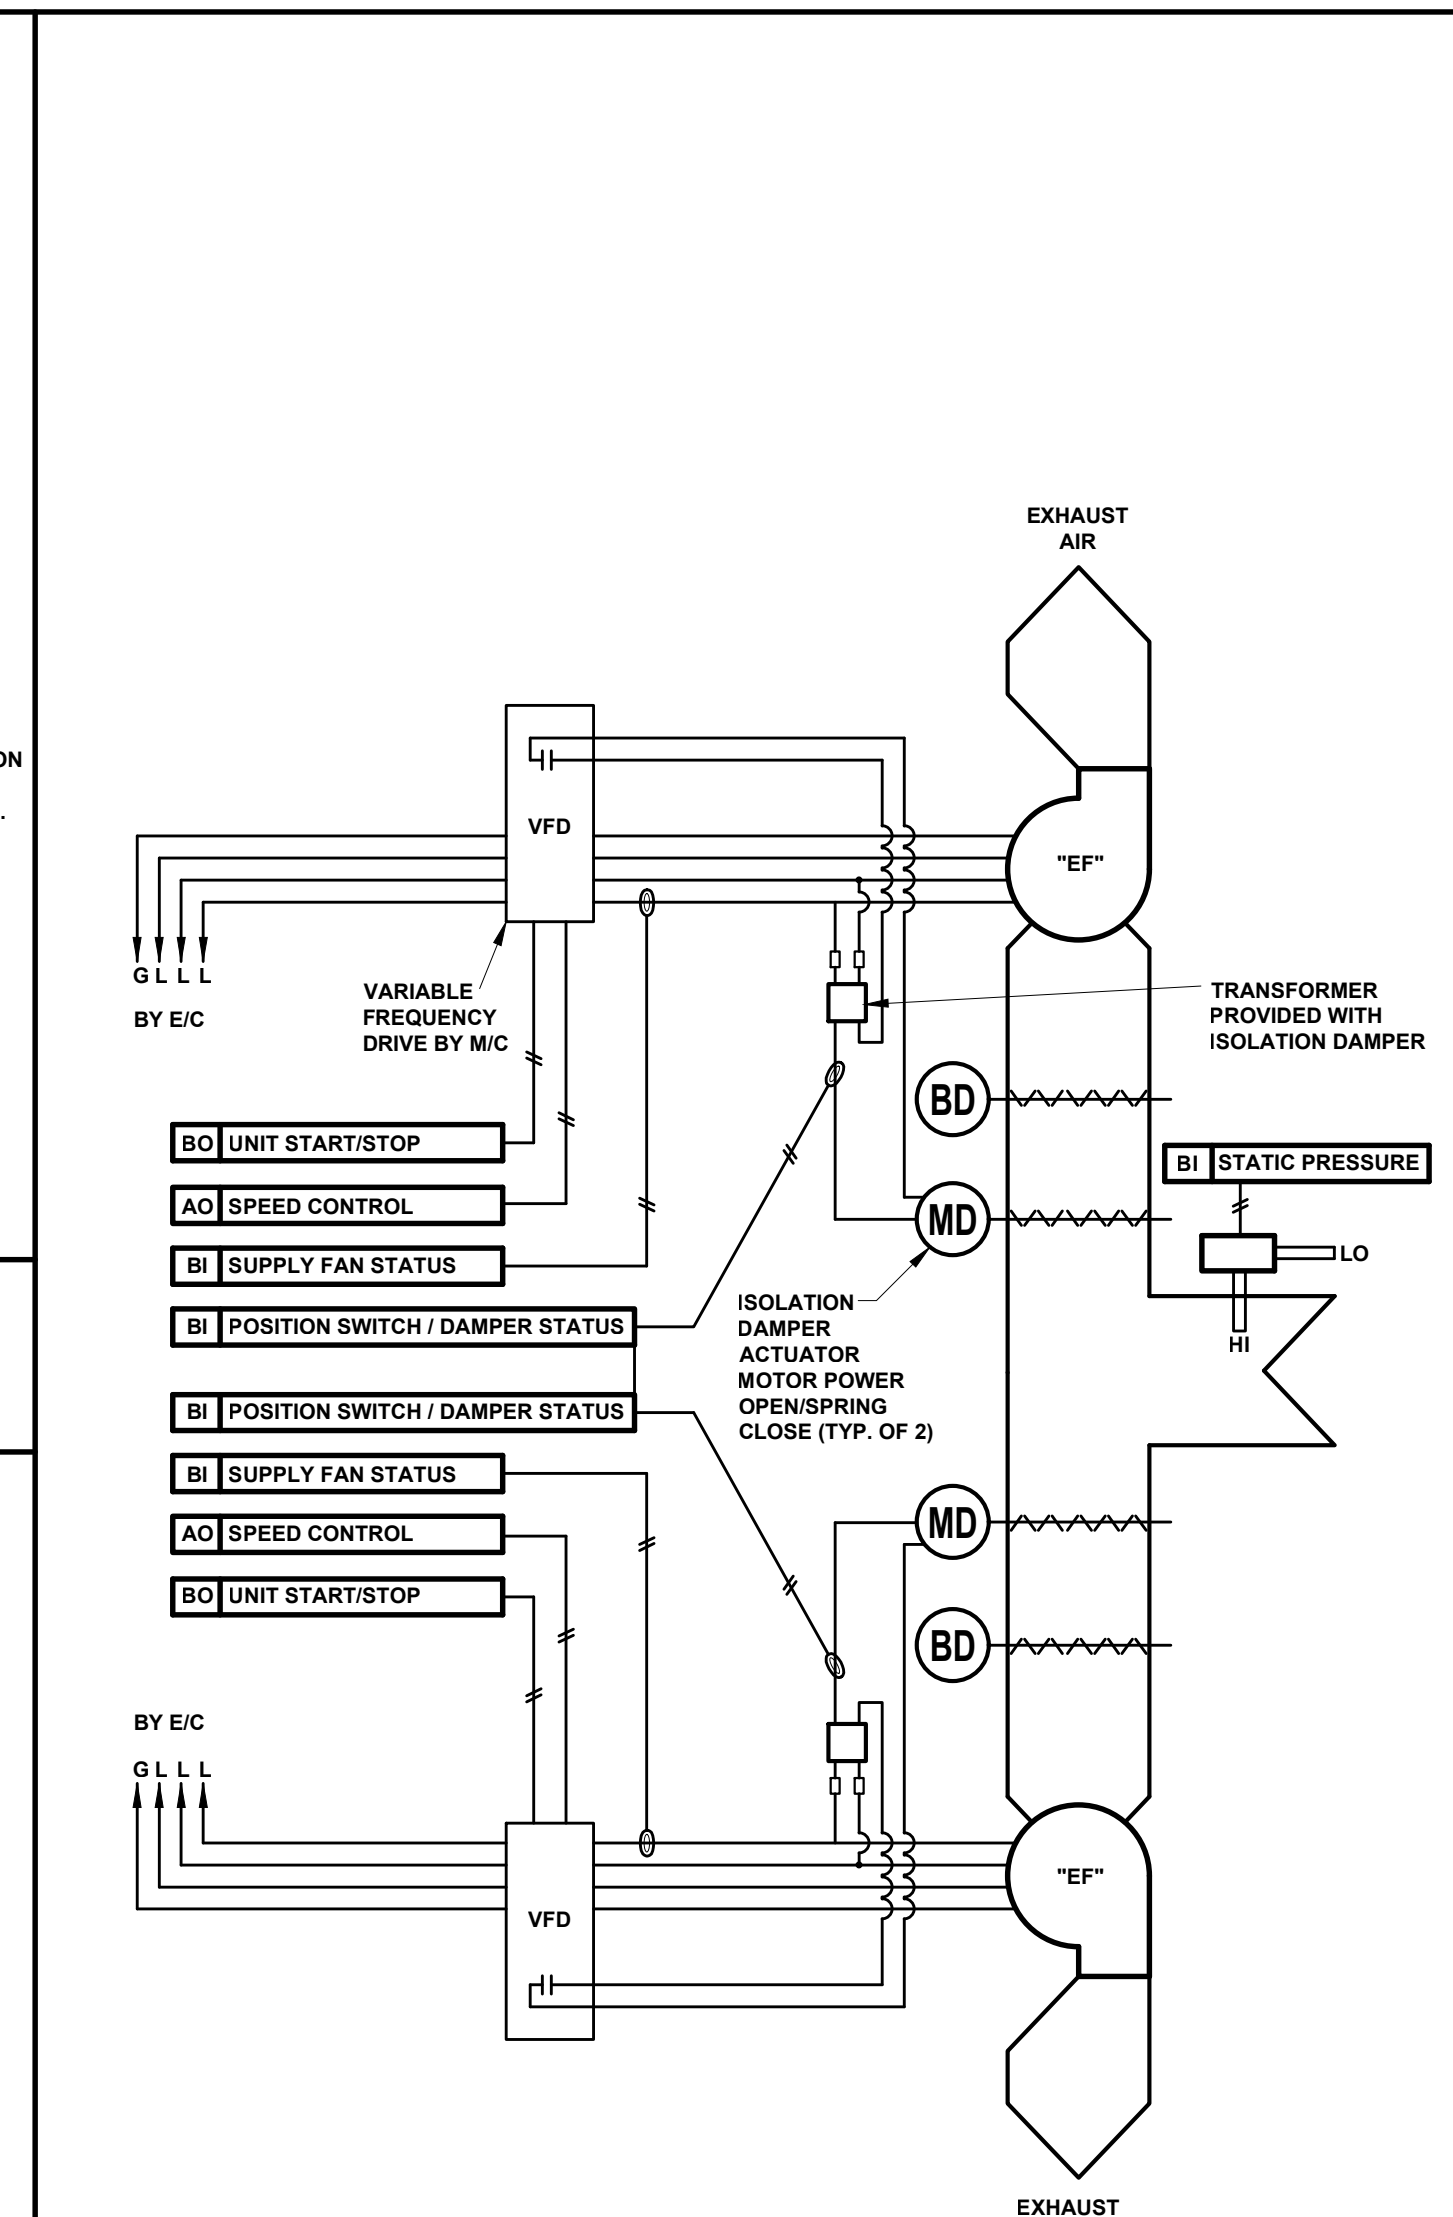 EXHAUST
AIR
ON
.
VFD
"EF"
G L L L
BY E/C
VARIABLE
FREQUENCY
DRIVE BY M/C
TRANSFORMER
PROVIDED WITH
ISOLATION DAMPER
BD
BO UNIT START/STOP
BI STATIC PRESSURE
AO SPEED CONTROL
MD
BI SUPPLY FAN STATUS
LO
HI
BI POSITION SWITCH / DAMPER STATUS
ISOLATION
DAMPER
ACTUATOR
MOTOR POWER
OPEN/SPRING
CLOSE (TYP. OF 2)
BI POSITION SWITCH / DAMPER STATUS
BI SUPPLY FAN STATUS
MD
AO SPEED CONTROL
BO UNIT START/STOP
BD
BY E/C
G L L L
"EF"
VFD
EXHAUST